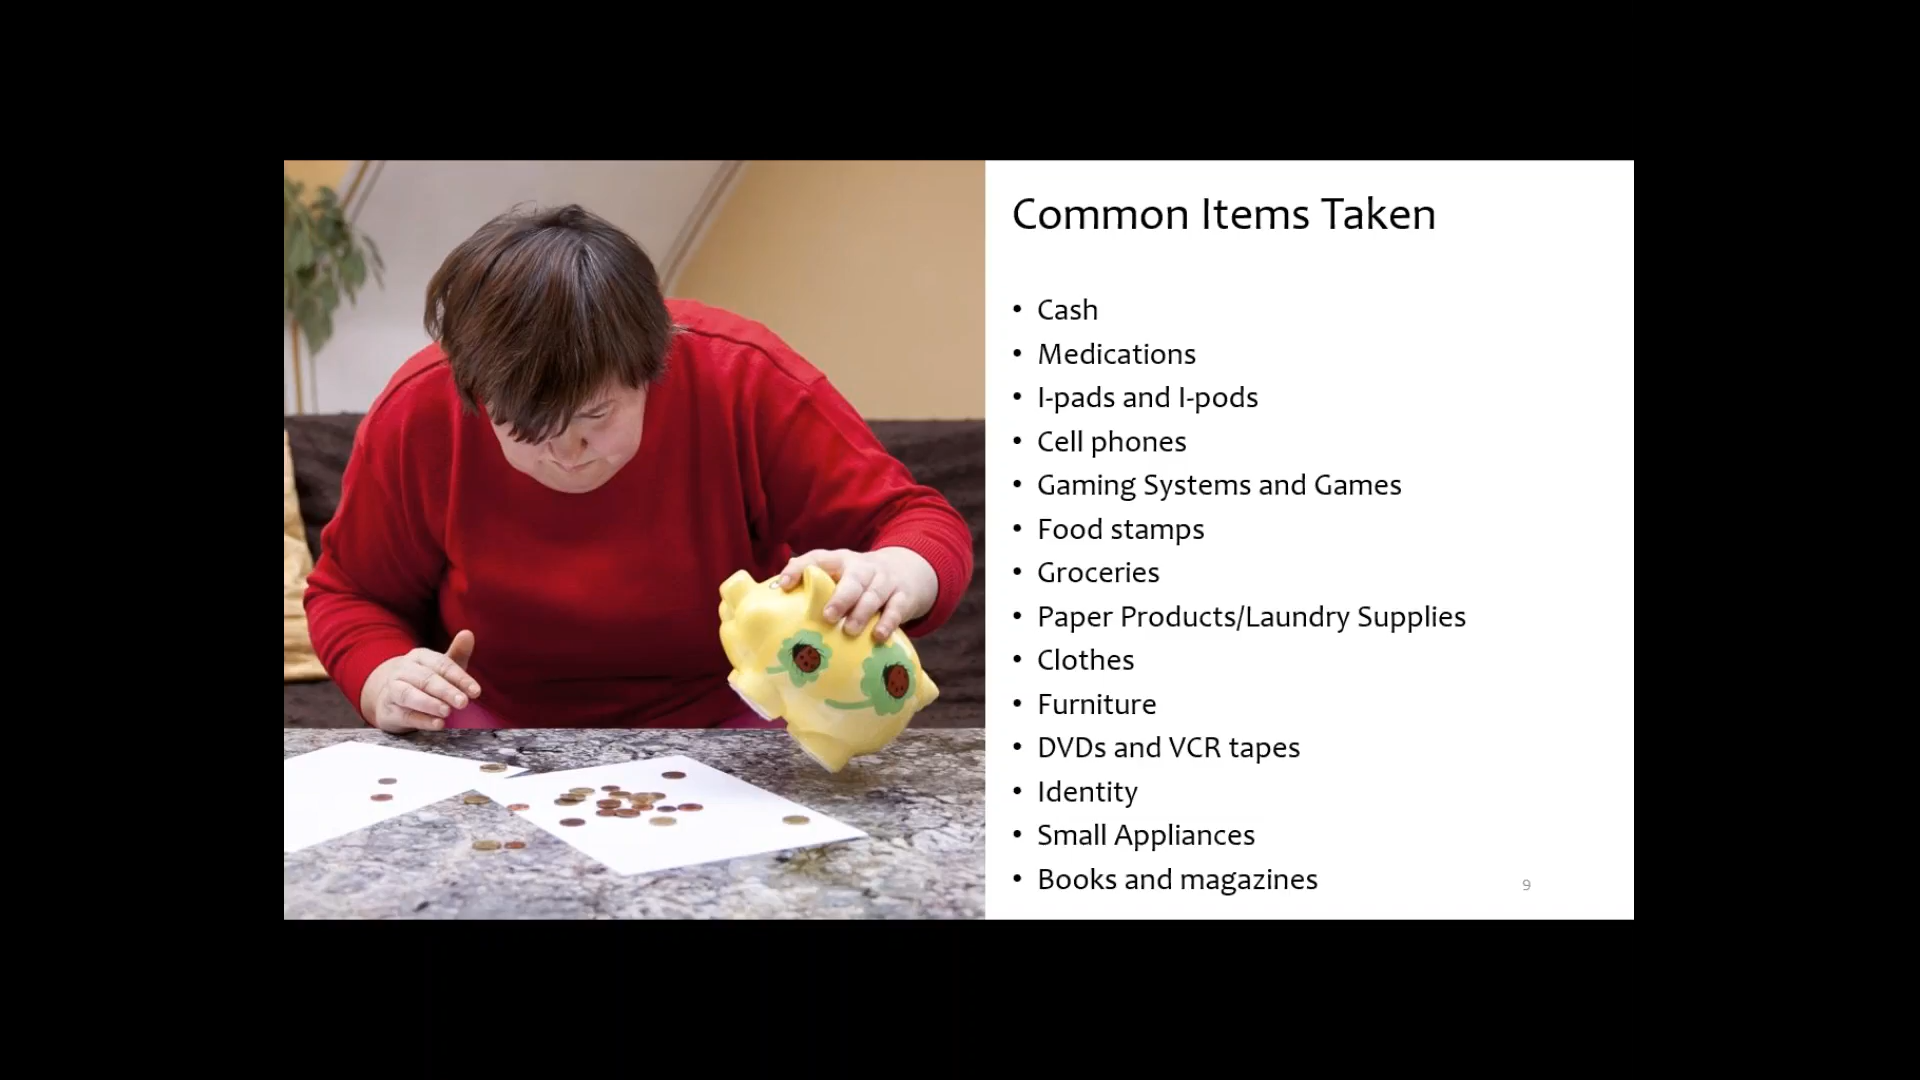 Common Items Taken
• Cash
• Medications
• I-pads and I-pods
• Cell phones
• Gaming Systems and Games
• Food stamps
• Groceries
• Paper Products/Laundry Supplies
• Clothes
• Furniture
• DVDs and VCR tapes
• Identity
• Small Appliances
• Books and magazines
9